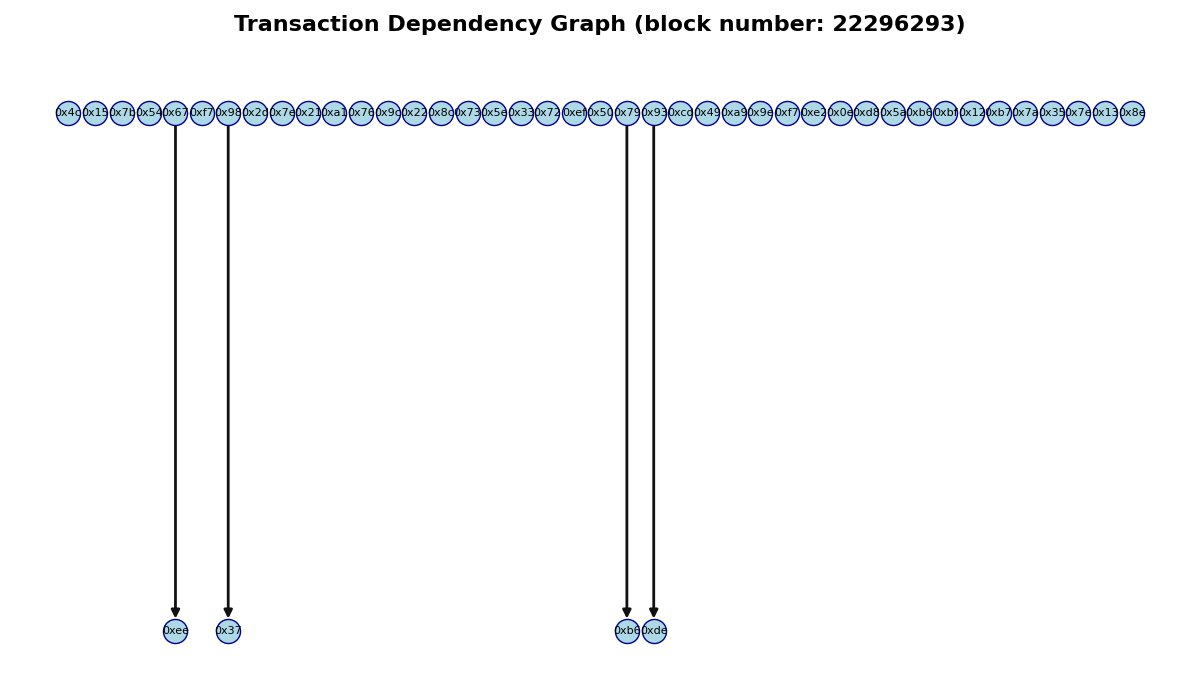 Transaction Dependency Graph (block number: 22296293)
0x4c 0x15 0x7b 0x54 0x67 0xf7 0x98 0x2d 0x7e 0x21 0xa1 0x76 0x9c 0x22 0x8c 0x73 0x5e 0x33 0x72 0xef 0x50 0x79 0x93 0xcc 0x49 0xa9 0x9e 0xf7 0xe2 0x0e 0xd8 0x5a 0xb6 0xbf 0x12 0xb7 0x7a 0x35 0x7e 0x13 0x8e
0xee 0x37 0xb6 0xde